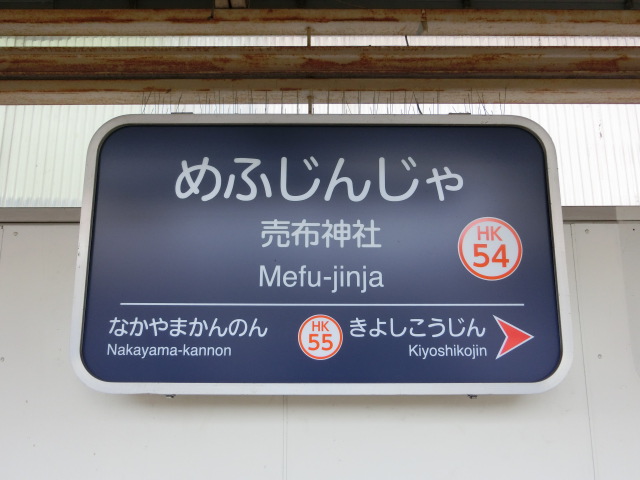 めふじんじゃ
売布神社
Mefu-jinja
HK
54
なかやまかんのん
Nakayama-kannon
HK
55
きよしこうじん
Kiyoshikojin